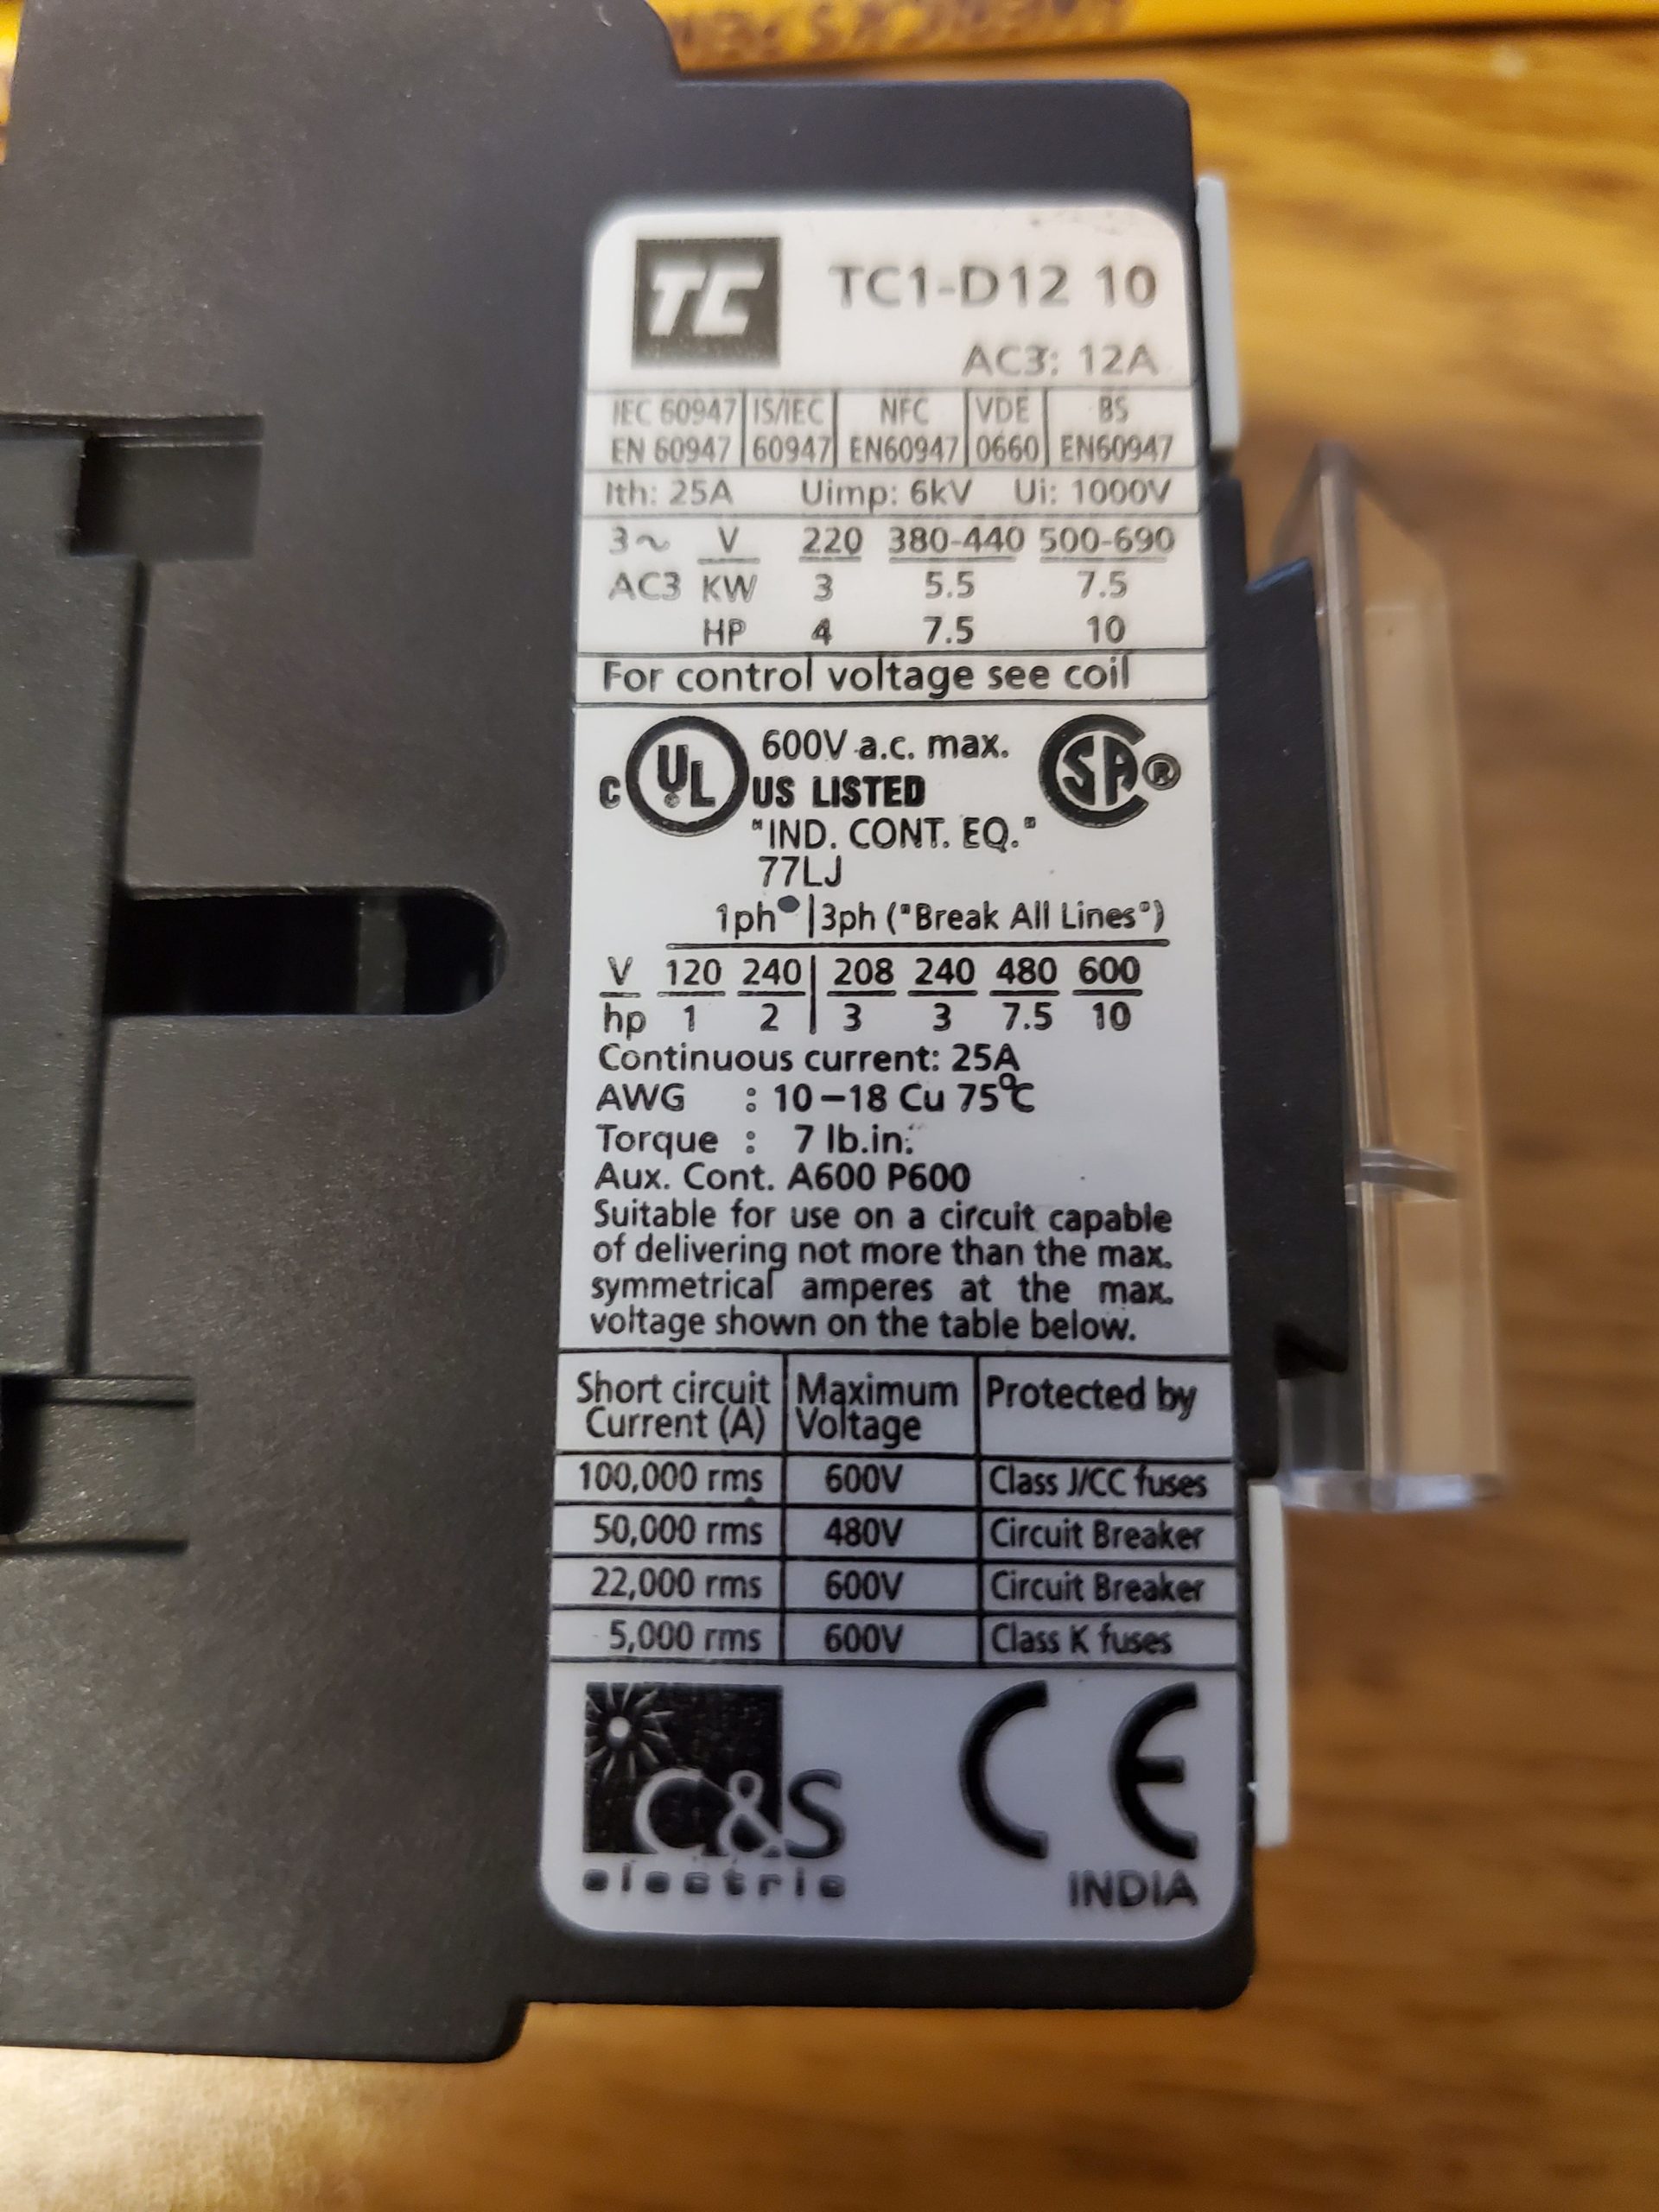 TC TC1-D12 10
AC3: 12A
IEC 60947 IS/IEC NFC VDE BS
EN 60947 60947 EN60947 0660 EN60947
Ith: 25A Uimp: 6kV Ui: 1000V
3~ V 220 380-440 500-690
AC3 KW 3 5.5 7.5
HP 4 7.5 10
For control voltage see coil
600V a.c. max.
C UL US LISTED SA®
"IND. CONT. EQ."
77LJ
1ph | 3ph ("Break All Lines")
V 120 240 | 208 240 480 600
hp 1 2 | 3 3 7.5 10
Continuous current: 25A
AWG : 10–18 Cu 75°C
Torque : 7 lb.in.
Aux. Cont. A600 P600
Suitable for use on a circuit capable
of delivering not more than the max.
symmetrical amperes at the max.
voltage shown on the table below.
Short circuit Maximum Protected by
Current (A) Voltage
100,000 rms 600V Class J/CC fuses
50,000 rms 480V Circuit Breaker
22,000 rms 600V Circuit Breaker
5,000 rms 600V Class K fuses
C&S CE
electric INDIA